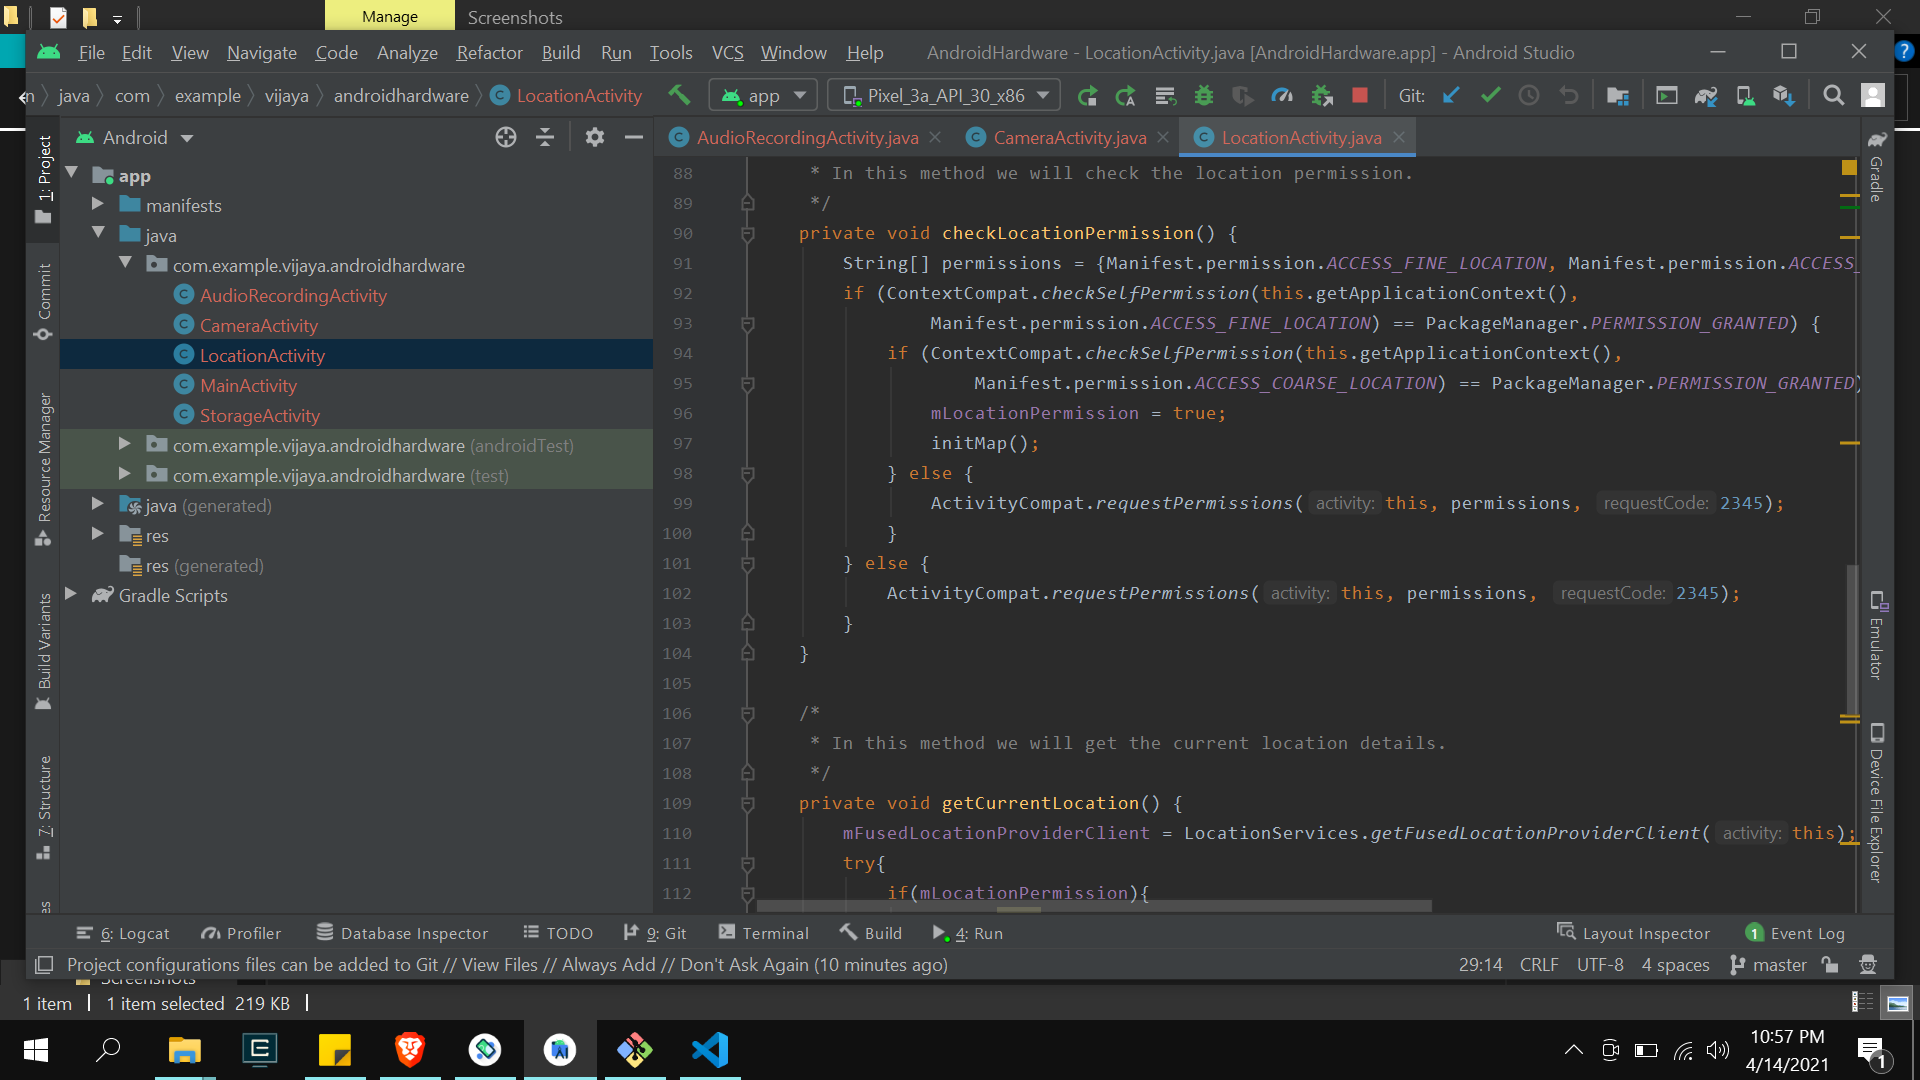 Manage
Screenshots
File Edit View Navigate Code Analyze Refactor Build Run Tools VCS Window Help AndroidHardware - LocationActivity.java [AndroidHardware.app] - Android Studio
n java com example vijaya androidhardware LocationActivity app Pixel_3a_API_30_x86 Git:
1: Project
Commit
Resource Manager
Build Variants
7: Structure
Android
app
manifests
java
com.example.vijaya.androidhardware
AudioRecordingActivity
CameraActivity
LocationActivity
MainActivity
StorageActivity
com.example.vijaya.androidhardware (androidTest)
com.example.vijaya.androidhardware (test)
java (generated)
res
res (generated)
Gradle Scripts
AudioRecordingActivity.java CameraActivity.java LocationActivity.java
88 * In this method we will check the location permission.
89 */
90 private void checkLocationPermission() {
91 String[] permissions = {Manifest.permission.ACCESS_FINE_LOCATION, Manifest.permission.ACCESS_
92 if (ContextCompat.checkSelfPermission(this.getApplicationContext(),
93 Manifest.permission.ACCESS_FINE_LOCATION) == PackageManager.PERMISSION_GRANTED) {
94 if (ContextCompat.checkSelfPermission(this.getApplicationContext(),
95 Manifest.permission.ACCESS_COARSE_LOCATION) == PackageManager.PERMISSION_GRANTED)
96 mLocationPermission = true;
97 initMap();
98 } else {
99 ActivityCompat.requestPermissions( activity: this, permissions, requestCode: 2345);
100 }
101 } else {
102 ActivityCompat.requestPermissions( activity: this, permissions, requestCode: 2345);
103 }
104 }
105
106 /*
107 * In this method we will get the current location details.
108 */
109 private void getCurrentLocation() {
110 mFusedLocationProviderClient = LocationServices.getFusedLocationProviderClient( activity: this);
111 try{
112 if(mLocationPermission){
Gradle
Emulator
Device File Explorer
6: Logcat Profiler Database Inspector TODO 9: Git Terminal Build 4: Run Layout Inspector 1 Event Log
Project configurations files can be added to Git // View Files // Always Add // Don't Ask Again (10 minutes ago) 29:14 CRLF UTF-8 4 spaces master
Screenshots
1 item 1 item selected 219 KB
10:57 PM
4/14/2021
1